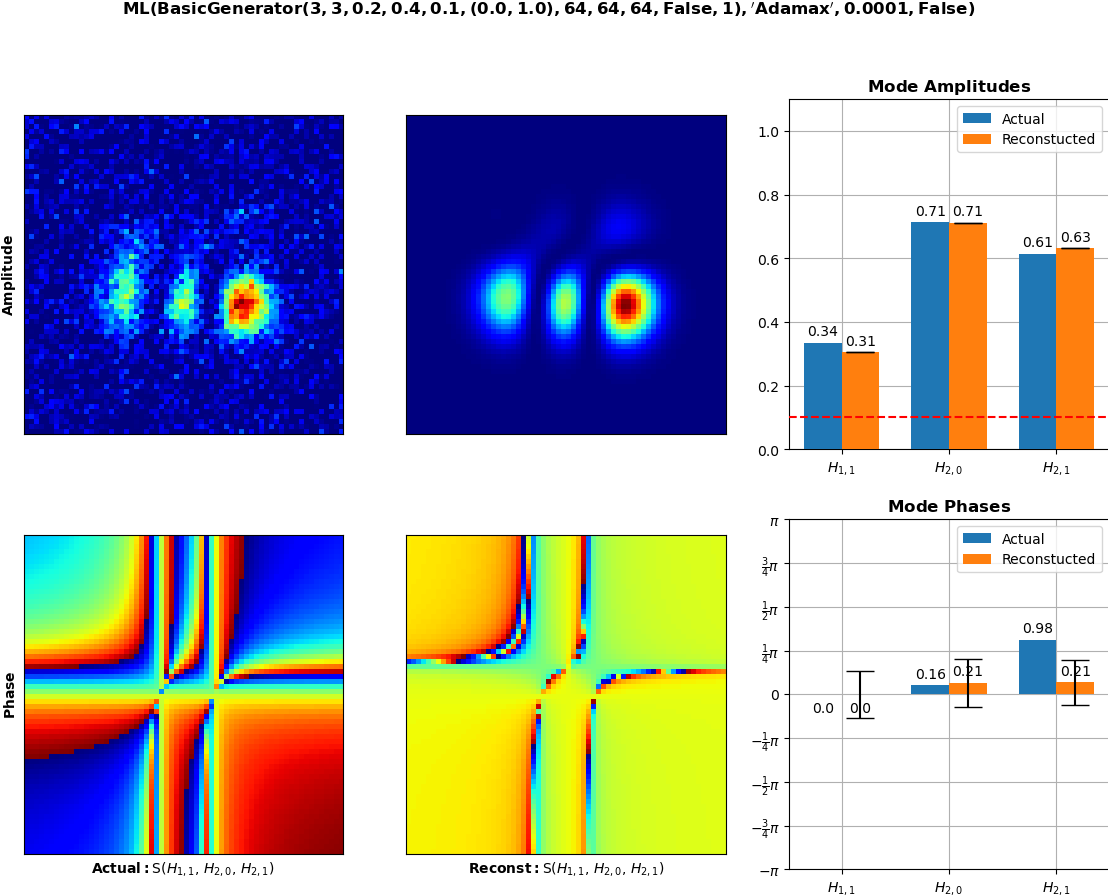 ML(BasicGenerator(3, 3, 0.2, 0.4, 0.1, (0.0, 1.0), 64, 64, 64, False, 1), 'Adamax', 0.0001, False)
Amplitude
Mode Amplitudes
Actual
Reconstucted
1.0
0.8
0.6
0.4
0.2
0.0
0.34
0.31
0.71
0.71
0.61
0.63
H1,1
H2,0
H2,1
Phase
Actual: S(H1,1, H2,0, H2,1)
Reconst: S(H1,1, H2,0, H2,1)
Mode Phases
Actual
Reconstucted
π
3/4π
1/2π
1/4π
0
−1/4π
−1/2π
−3/4π
−π
0.0
0.0
0.16
0.21
0.98
0.21
H1,1
H2,0
H2,1